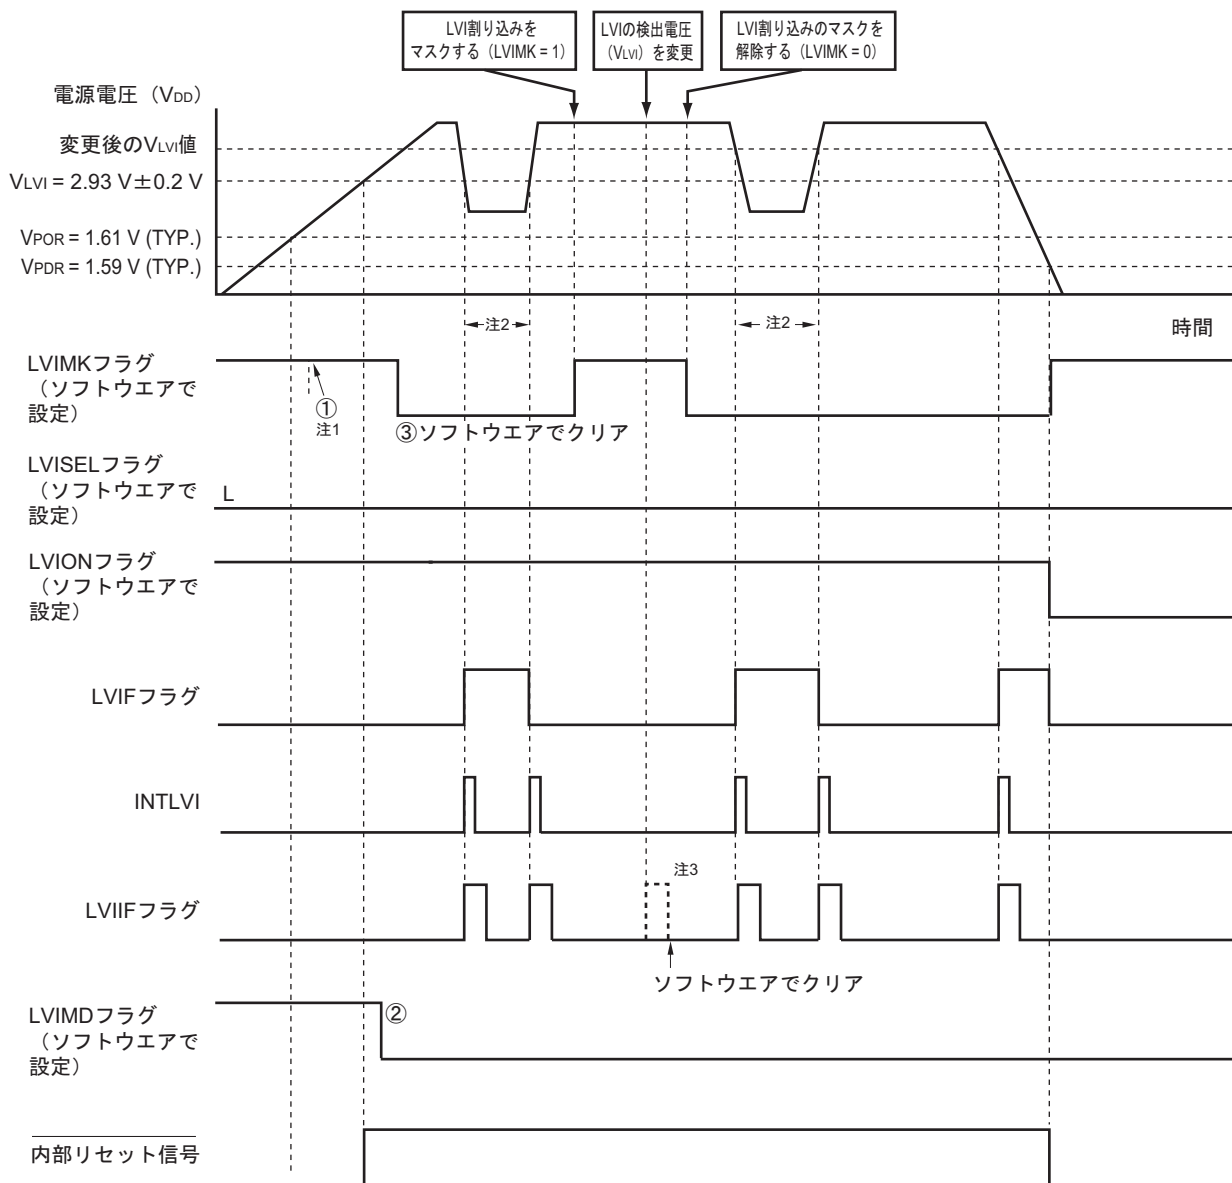 LVI割り込みを
マスクする（LVIMK = 1）
LVIの検出電圧
（VLVI）を変更
LVI割り込みのマスクを
解除する（LVIMK = 0）
電源電圧（VDD）
変更後のVLVI値
VLVI = 2.93 V±0.2 V
VPOR = 1.61 V (TYP.)
VPDR = 1.59 V (TYP.)
注2
注2
時間
LVIMKフラグ
（ソフトウエアで
設定）
①
注1
③ソフトウエアでクリア
LVISELフラグ
（ソフトウエアで
設定）
L
LVIONフラグ
（ソフトウエアで
設定）
LVIFフラグ
INTLVI
注3
LVIIFフラグ
ソフトウエアでクリア
LVIMDフラグ
（ソフトウエアで
設定）
②
内部リセット信号